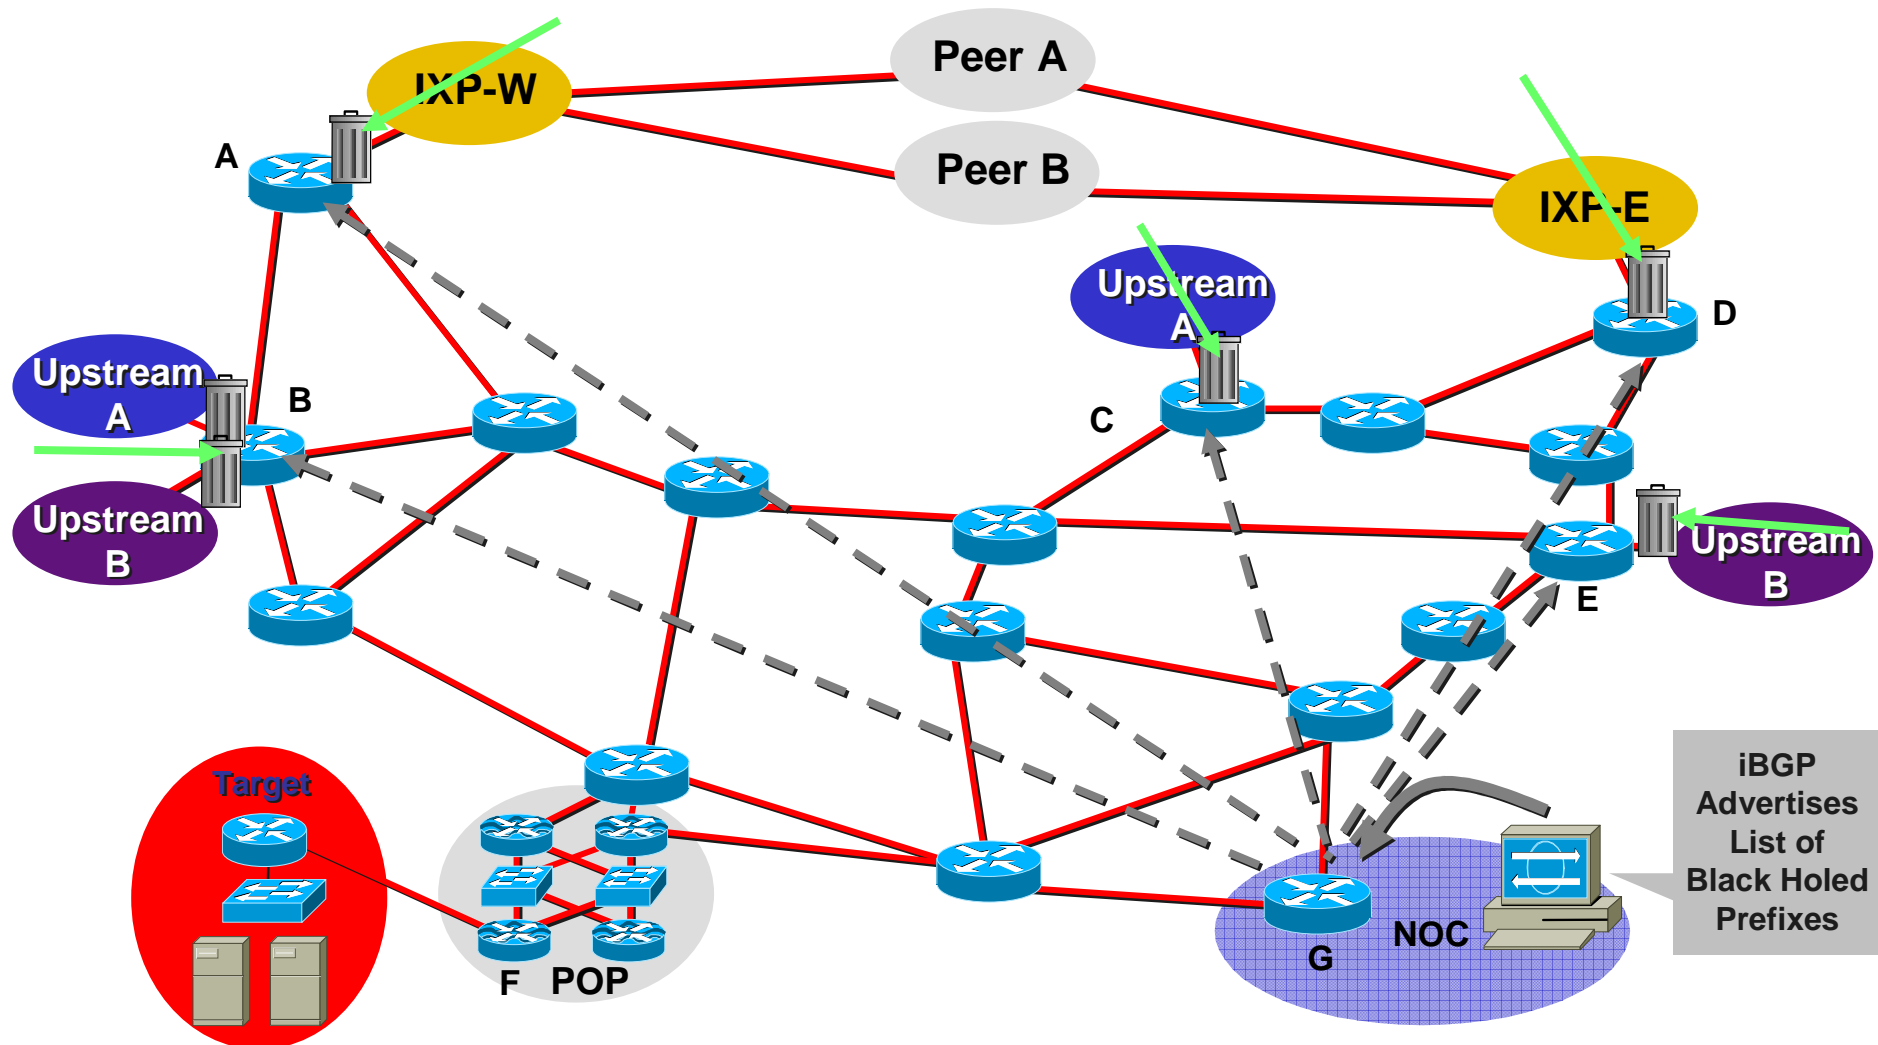 IXP-W
Peer A
Peer B
A
IXP-E
Upstream
A
D
Upstream
A
B
C
Upstream
B
Upstream
B
E
Target
iBGP
Advertises
List of
Black Holed
Prefixes
NOC
G
F
POP